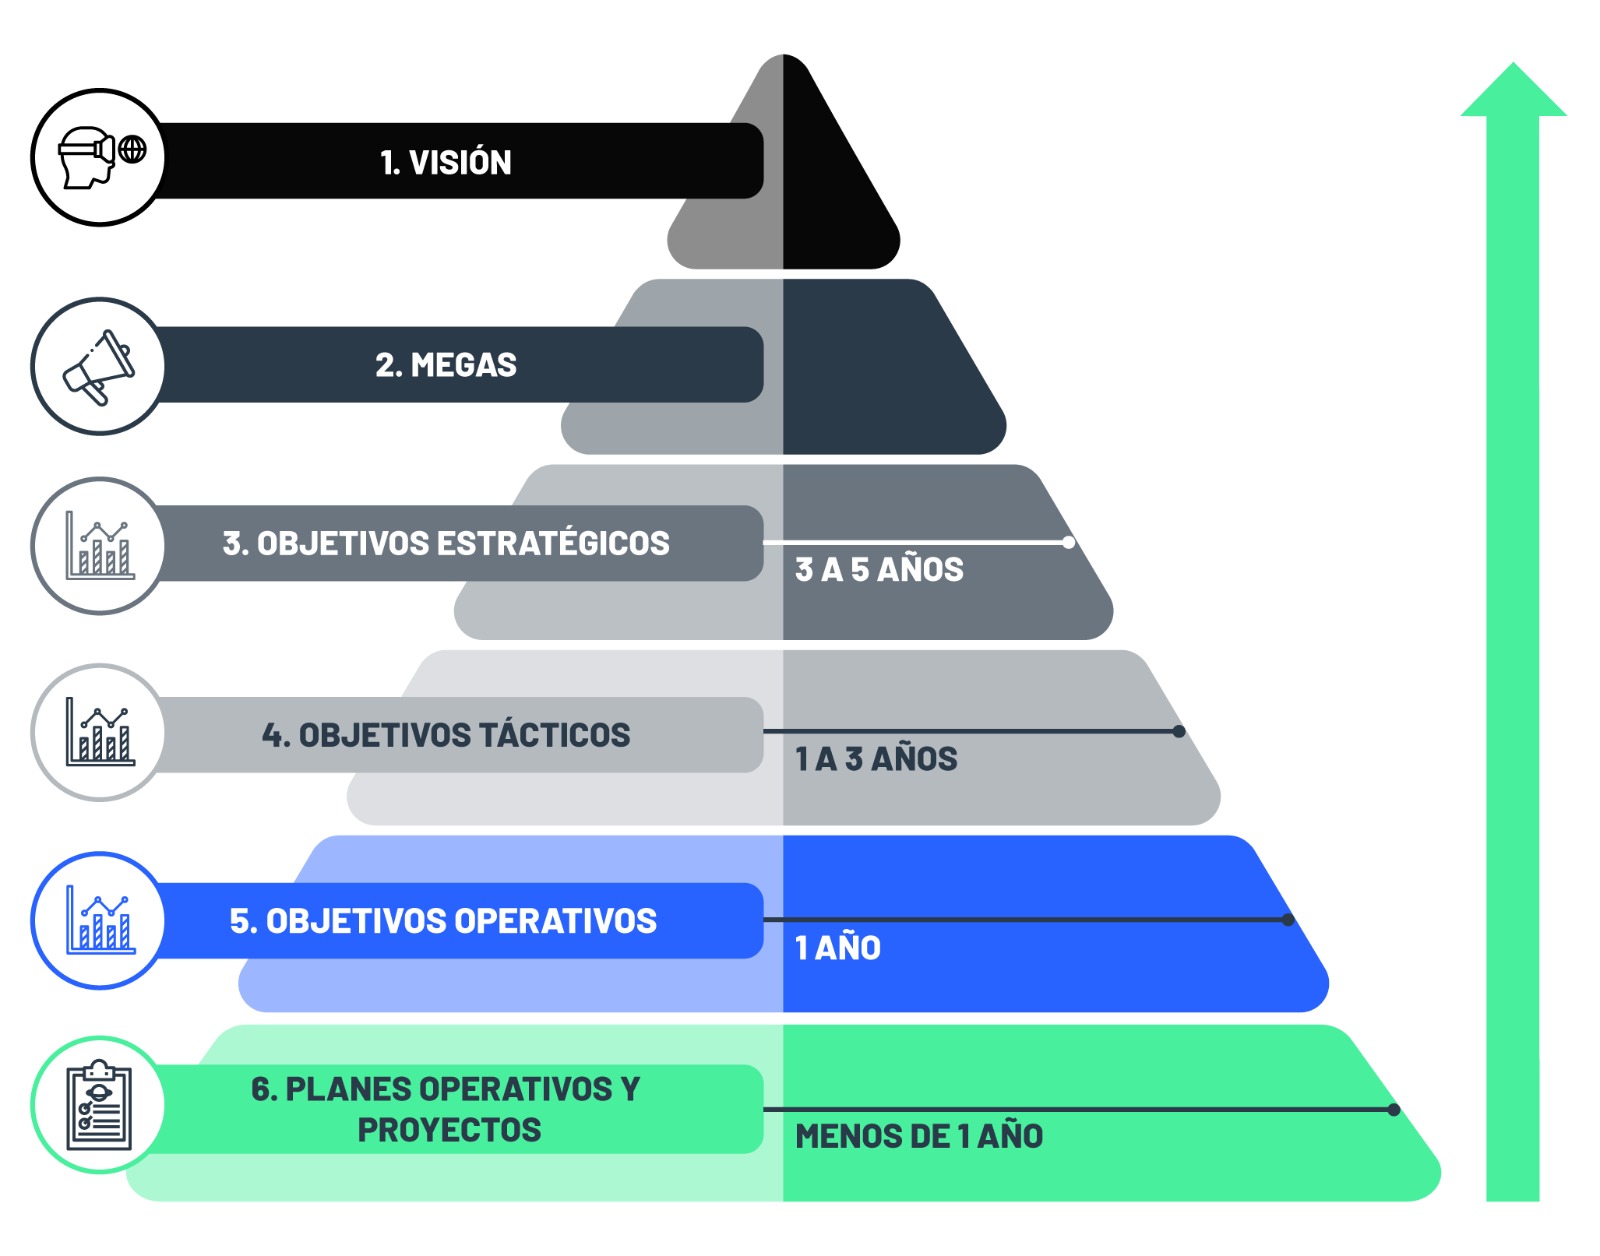 1. VISIÓN
2. MEGAS
3. OBJETIVOS ESTRATÉGICOS
3 A 5 AÑOS
4. OBJETIVOS TÁCTICOS
1 A 3 AÑOS
5. OBJETIVOS OPERATIVOS
1 AÑO
6. PLANES OPERATIVOS Y
PROYECTOS
MENOS DE 1 AÑO